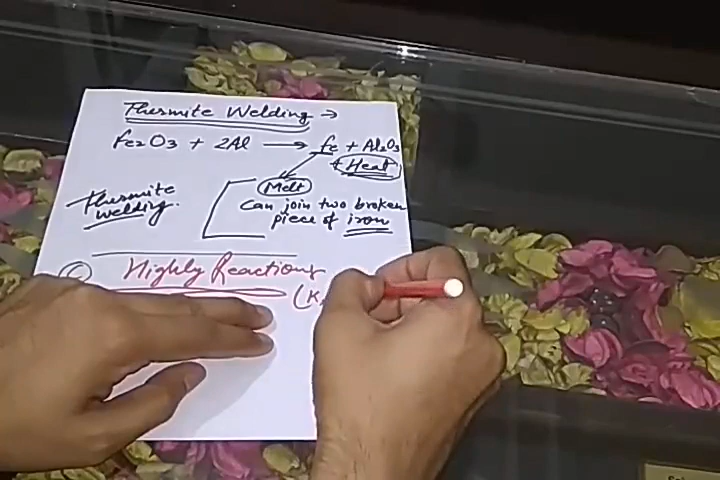 Thermite Welding →
Fe2O3 + 2Al → Fe + Al2O3
+ Heat
Melt
Thermite
Welding.
Can join two broken
piece of iron
C Highly Reactions
(K,